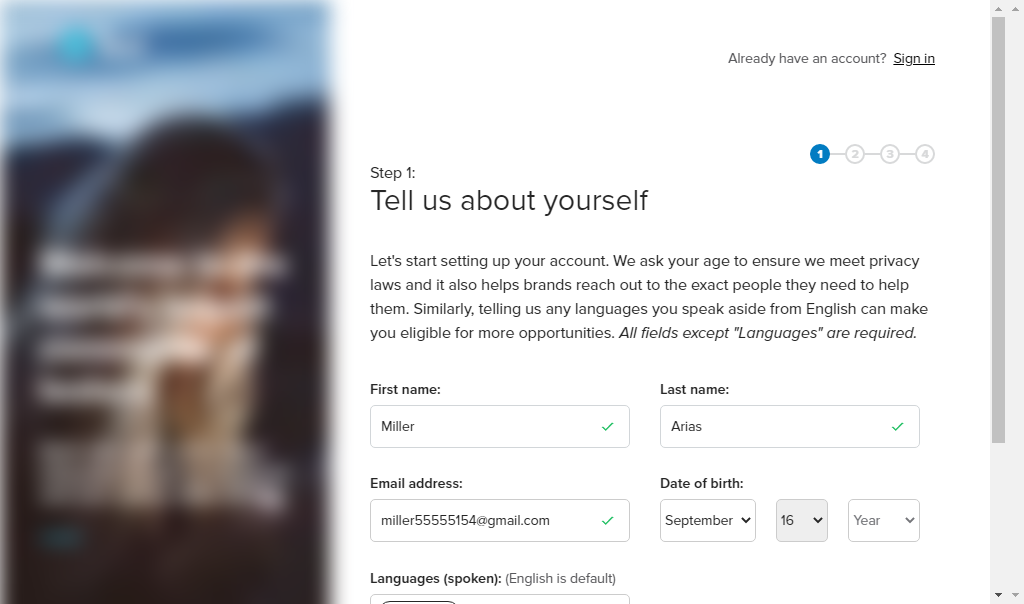 Already have an account? Sign in
1 2 3 4
Step 1:
Tell us about yourself
Let's start setting up your account. We ask your age to ensure we meet privacy
laws and it also helps brands reach out to the exact people they need to help
them. Similarly, telling us any languages you speak aside from English can make
you eligible for more opportunities. All fields except "Languages" are required.
First name:
Last name:
Miller
Arias
Email address:
Date of birth:
miller55555154@gmail.com
September
16
Year
Languages (spoken): (English is default)